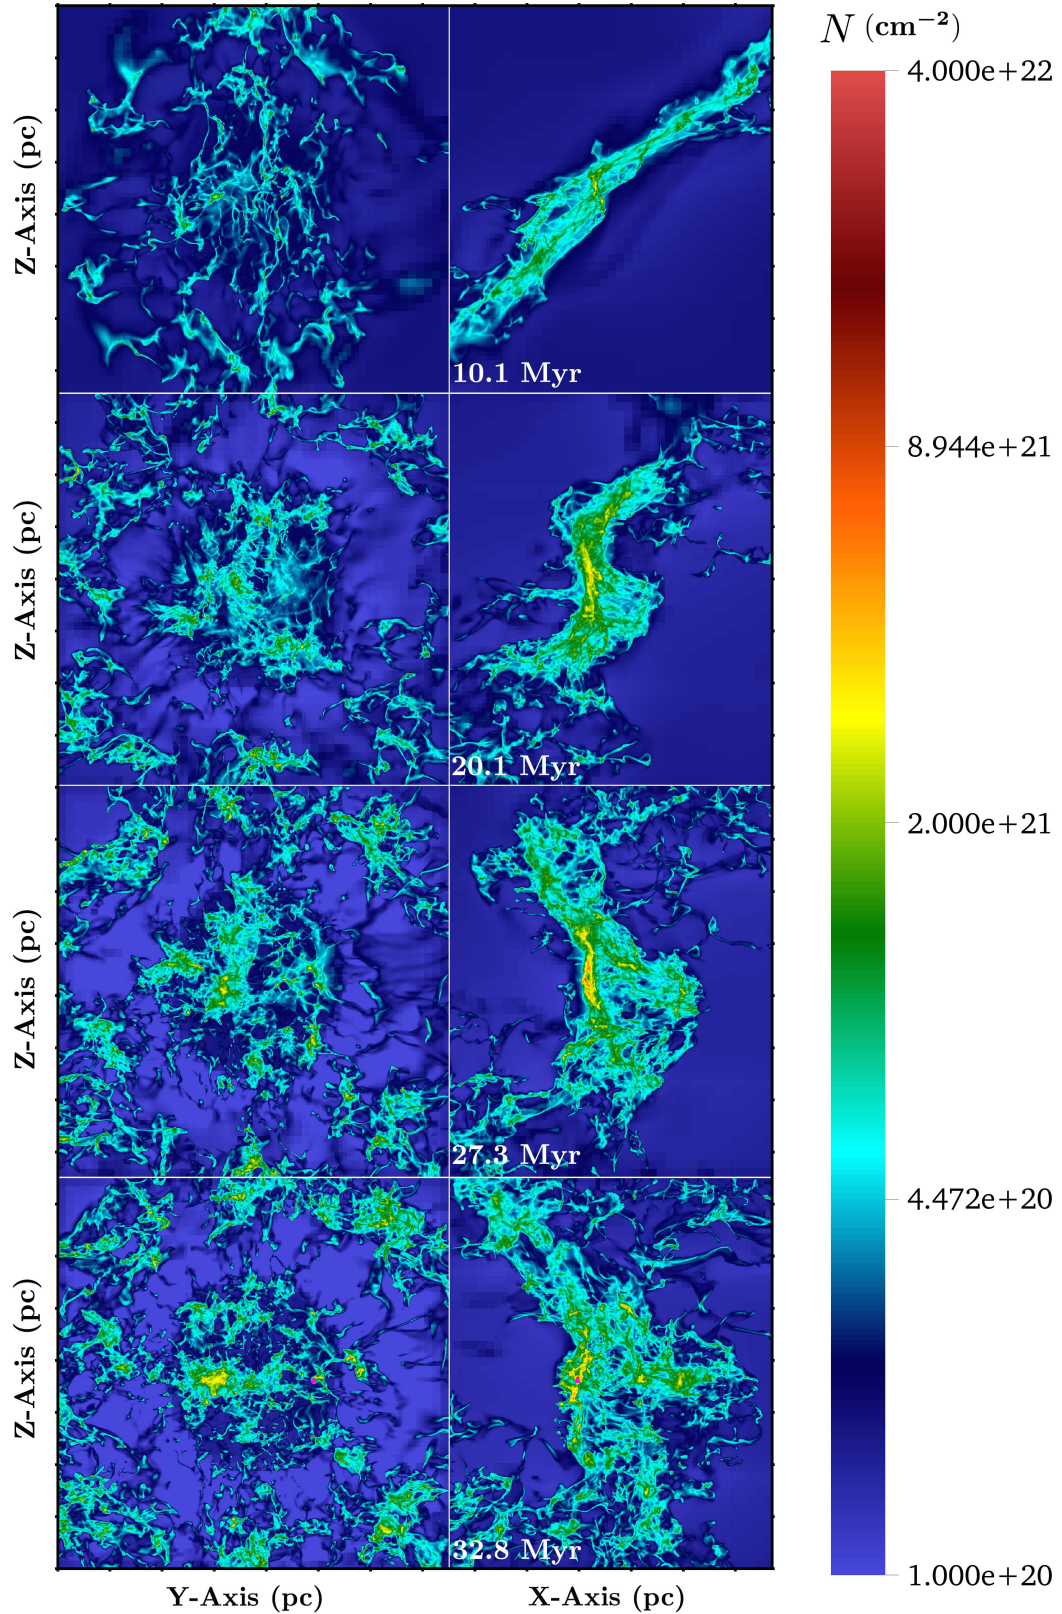 N (cm⁻²)
4.000e+22
8.944e+21
2.000e+21
4.472e+20
1.000e+20
Z-Axis (pc)
10.1 Myr
Z-Axis (pc)
20.1 Myr
Z-Axis (pc)
27.3 Myr
Z-Axis (pc)
32.8 Myr
Y-Axis (pc)
X-Axis (pc)